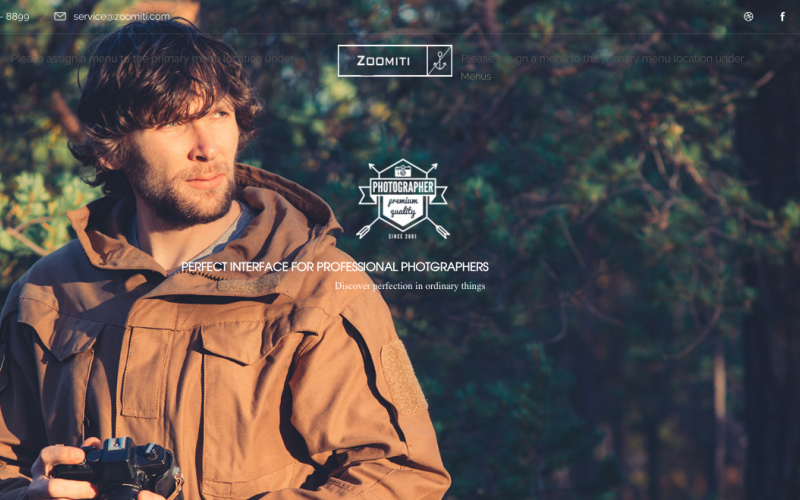 - 8899
service@zoomiti.com
Please assign a menu to the primary menu location under
ZOOMITI
Please assign a menu to the primary menu location under
Menus
PHOTOGRAPHER
premium
quality
SINCE 2001
PERFECT INTERFACE FOR PROFESSIONAL PHOTGRAPHERS
Discover perfection in ordinary things